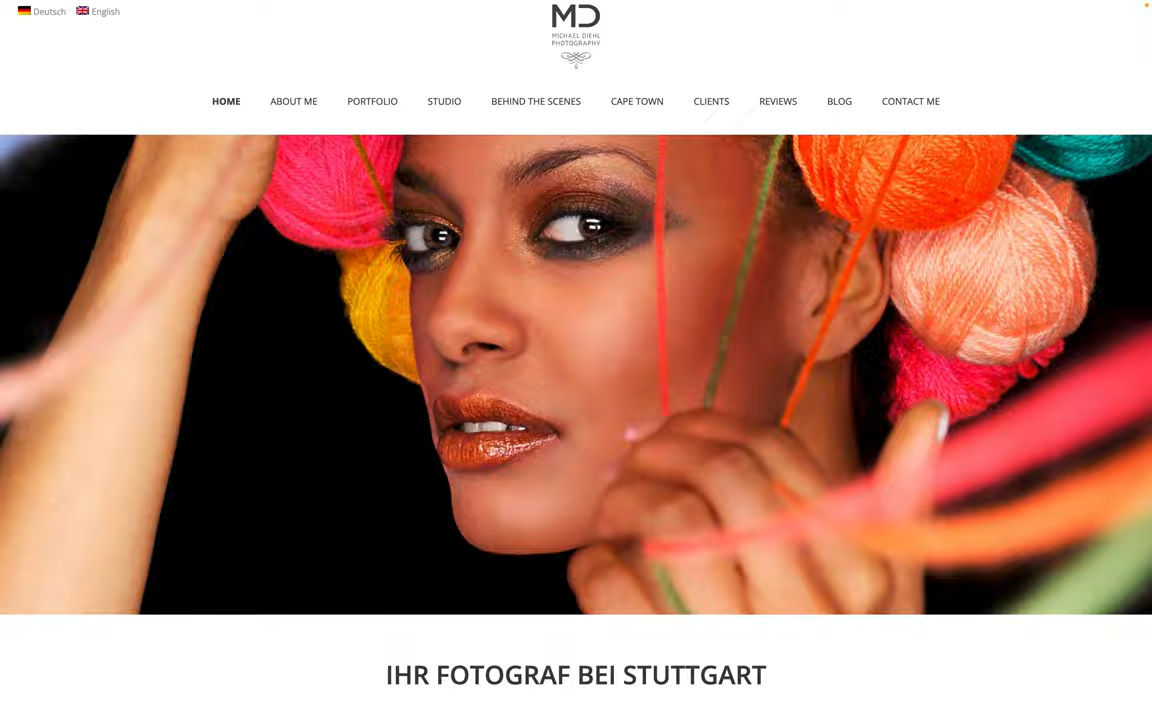 Deutsch English
MD
MICHAEL DIEHL
PHOTOGRAPHY
HOME ABOUT ME PORTFOLIO STUDIO BEHIND THE SCENES CAPE TOWN CLIENTS REVIEWS BLOG CONTACT ME
IHR FOTOGRAF BEI STUTTGART